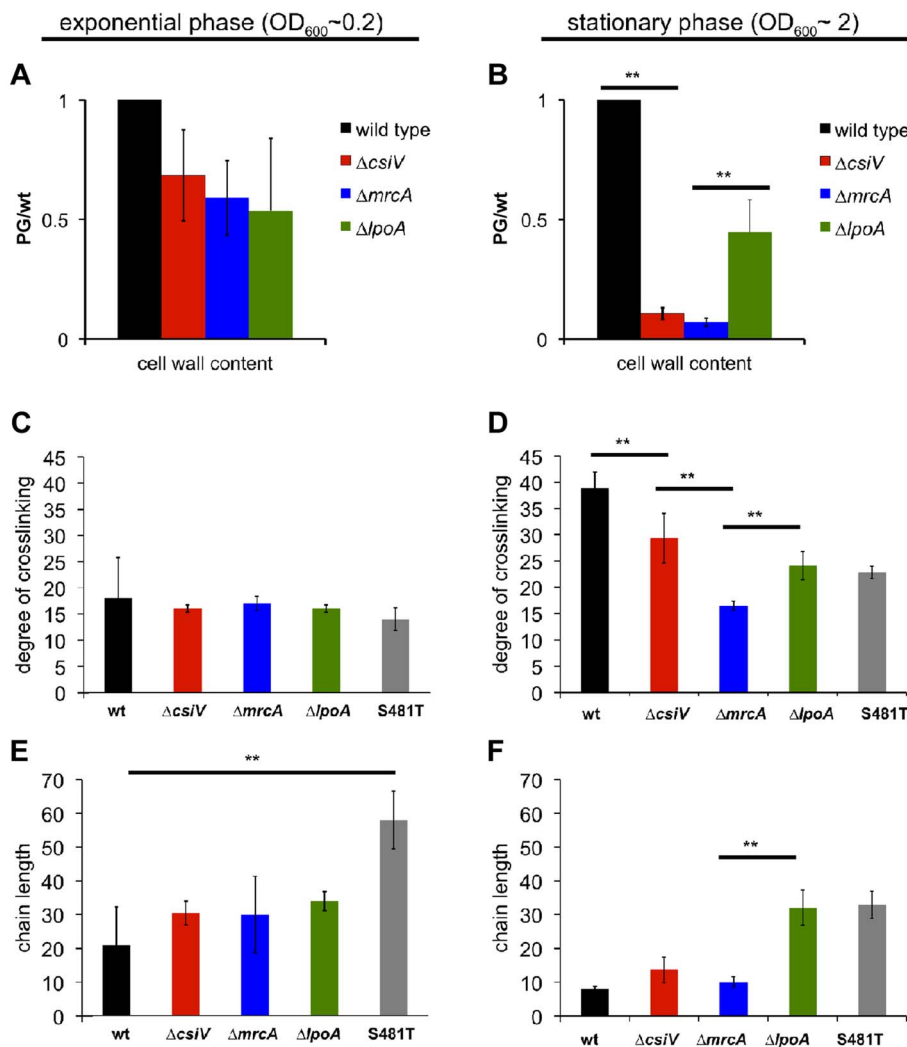 exponential phase (OD600~0.2)
stationary phase (OD600~ 2)
A
1
0.5
0
PG/wt
cell wall content
wild type
ΔcsiV
ΔmrcA
ΔlpoA
B
**
**
1
0.5
0
PG/wt
cell wall content
wild type
ΔcsiV
ΔmrcA
ΔlpoA
C
45
40
35
30
25
20
15
10
5
0
degree of crosslinking
wt ΔcsiV ΔmrcA ΔlpoA S481T
D
**
**
**
45
40
35
30
25
20
15
10
5
0
degree of crosslinking
wt ΔcsiV ΔmrcA ΔlpoA S481T
E
**
70
60
50
40
30
20
10
0
chain length
wt ΔcsiV ΔmrcA ΔlpoA S481T
F
**
70
60
50
40
30
20
10
0
chain length
wt ΔcsiV ΔmrcA ΔlpoA S481T